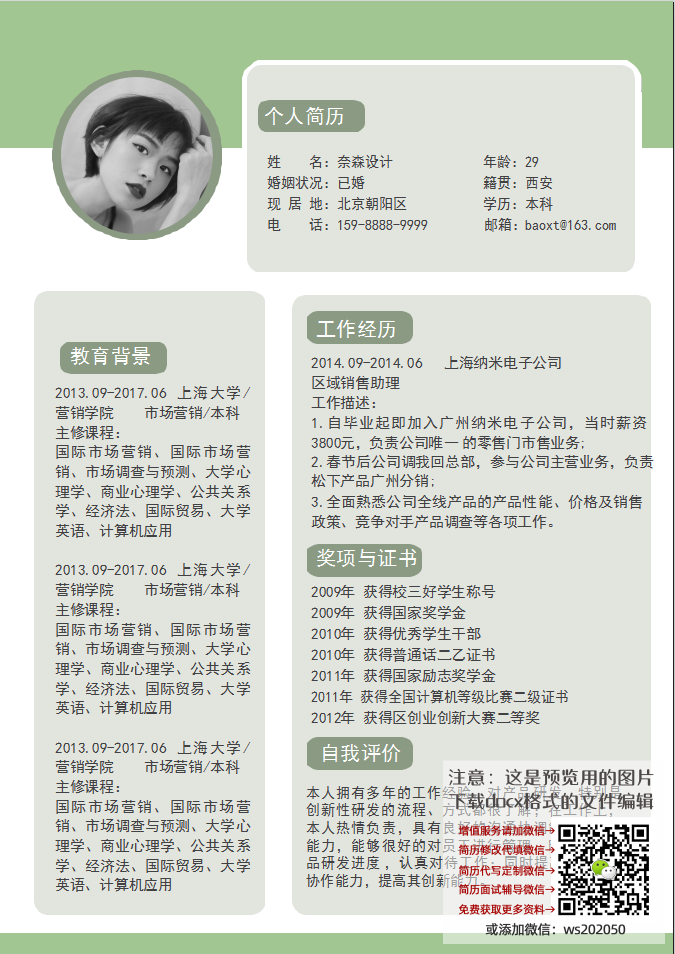 个人简历
姓 名：奈森设计 年龄：29
婚姻状况：已婚 籍贯：西安
现 居 地：北京朝阳区 学历：本科
电 话：159-8888-9999 邮箱：baoxt@163.com
教育背景
2013.09-2017.06 上海大学/
营销学院 市场营销/本科
主修课程：
国际市场营销、国际市场营
销、市场调查与预测、大学心
理学、商业心理学、公共关系
学、经济法、国际贸易、大学
英语、计算机应用
2013.09-2017.06 上海大学/
营销学院 市场营销/本科
主修课程：
国际市场营销、国际市场营
销、市场调查与预测、大学心
理学、商业心理学、公共关系
学、经济法、国际贸易、大学
英语、计算机应用
2013.09-2017.06 上海大学/
营销学院 市场营销/本科
主修课程：
国际市场营销、国际市场营
销、市场调查与预测、大学心
理学、商业心理学、公共关系
学、经济法、国际贸易、大学
英语、计算机应用
工作经历
2014.09-2014.06 上海纳米电子公司
区域销售助理
工作描述：
1.自毕业起即加入广州纳米电子公司，当时薪资
3800元，负责公司唯一的零售门市售业务；
2.春节后公司调我回总部，参与公司主营业务，负责
松下产品广州分销；
3.全面熟悉公司全线产品的产品性能、价格及销售
政策、竞争对手产品调查等各项工作。
奖项与证书
2009年 获得校三好学生称号
2009年 获得国家奖学金
2010年 获得优秀学生干部
2010年 获得普通话二乙证书
2011年 获得国家励志奖学金
2011年 获得全国计算机等级比赛二级证书
2012年 获得区创业创新大赛二等奖
自我评价
本人拥有多年的工作经验，对产品研发，特别是
创新性研发的流程、方式都很了解；在工作上，
本人热情负责，具有良好的沟通协调
能力，能够很好的对员工进行管理，
品研发进度，认真对待工作；同时提
协作能力，提高其创新能力。
注意：这是预览用的图片
下载docx格式的文件编辑
增值服务请加微信→
简历修改代填微信→
简历代写定制微信→
简历面试辅导微信→
免费获取更多资料→
或添加微信：ws202050